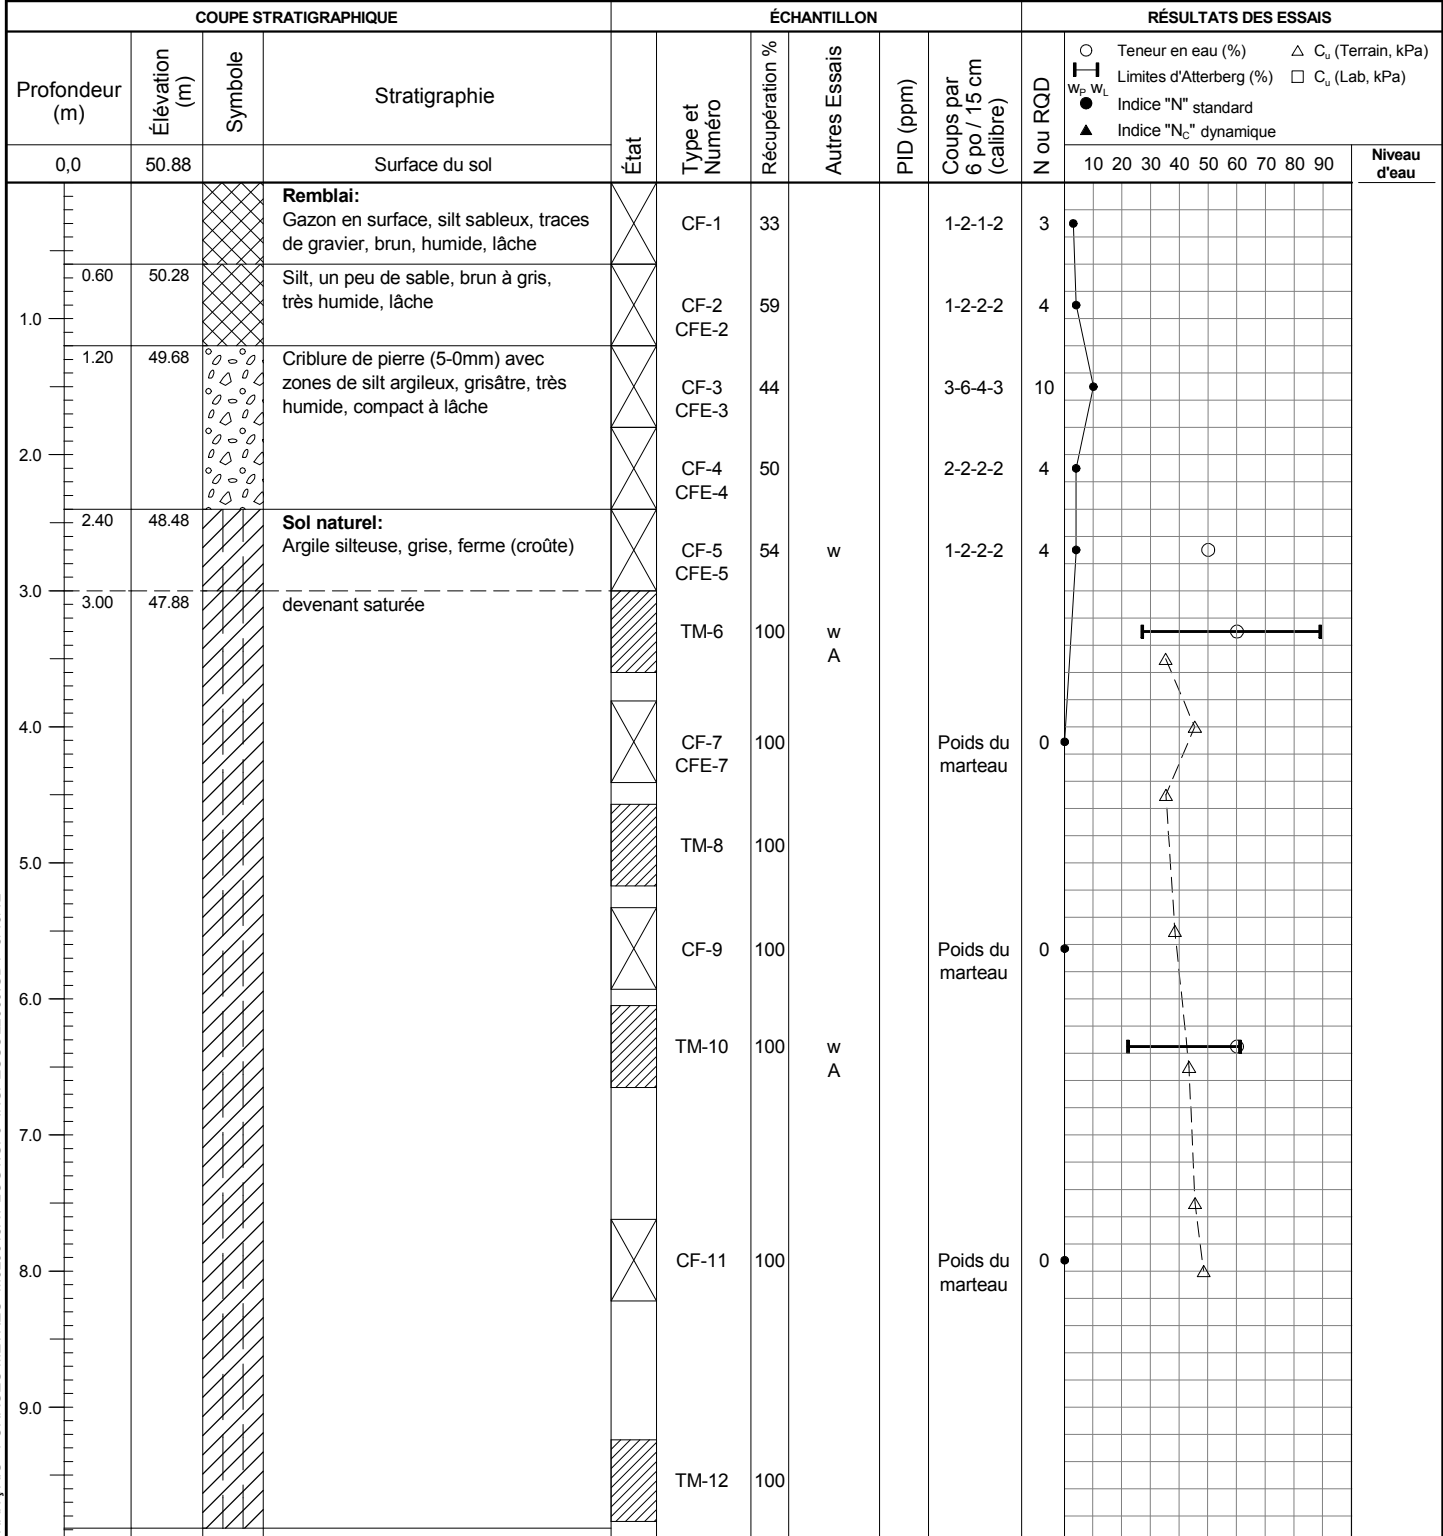 COUPE STRATIGRAPHIQUE ÉCHANTILLON RÉSULTATS DES ESSAIS
Profondeur (m)
Élévation (m)
Symbole
Stratigraphie
État
Type et Numéro
Récupération %
Autres Essais
PID (ppm)
Coups par 6 po / 15 cm (calibre)
N ou RQD
Teneur en eau (%)
Cu (Terrain, kPa)
Limites d'Atterberg (%)
Cu (Lab, kPa)
WP WL
Indice "N" standard
Indice "NC" dynamique
0,0 50.88 Surface du sol
10 20 30 40 50 60 70 80 90
Niveau d'eau
Remblai:
Gazon en surface, silt sableux, traces
de gravier, brun, humide, lâche
CF-1 33 1-2-1-2 3
0.60 50.28 Silt, un peu de sable, brun à gris,
très humide, lâche
1.0
CF-2 59 1-2-2-2 4
CFE-2
1.20 49.68 Criblure de pierre (5-0mm) avec
zones de silt argileux, grisâtre, très
humide, compact à lâche
CF-3 44 3-6-4-3 10
CFE-3
2.0
CF-4 50 2-2-2-2 4
CFE-4
2.40 48.48 Sol naturel:
Argile silteuse, grise, ferme (croûte)
CF-5 54 w 1-2-2-2 4
CFE-5
3.0
3.00 47.88 devenant saturée
TM-6 100 w
A
4.0
CF-7 100 Poids du 0
CFE-7 marteau
TM-8 100
5.0
CF-9 100 Poids du 0
marteau
6.0
TM-10 100 w
A
7.0
CF-11 100 Poids du 0
8.0 marteau
9.0
TM-12 100